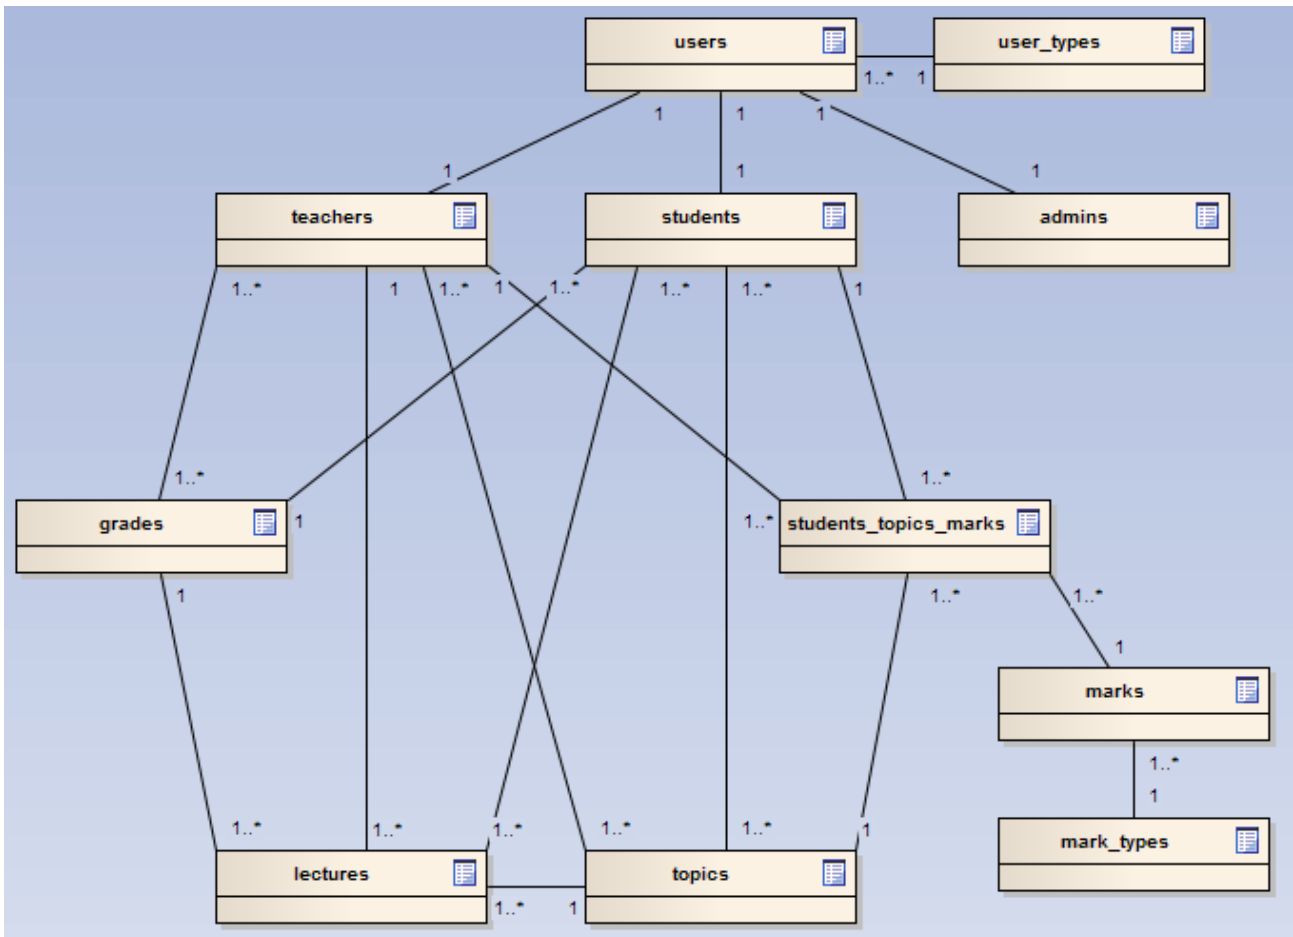 users
user_types
1..* 1
1 1 1
1 1 1
teachers
students
admins
1..* 1 1..* 1 1..* 1..* 1..* 1
1..* 1..*
grades
1
1..*
students_topics_marks
1 1..* 1..*
1
marks
1..*
1
1..* 1..* 1..* 1..* 1..* 1
mark_types
lectures
topics
1..* 1